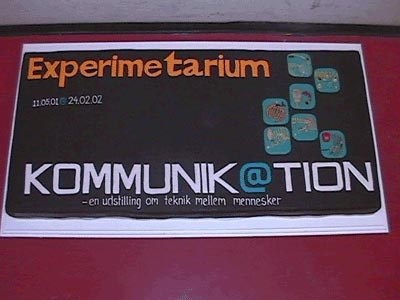 Experimetarium
11.05.01@24.02.02
KOMMUNIK@TION
-en udstilling om teknik mellem mennesker